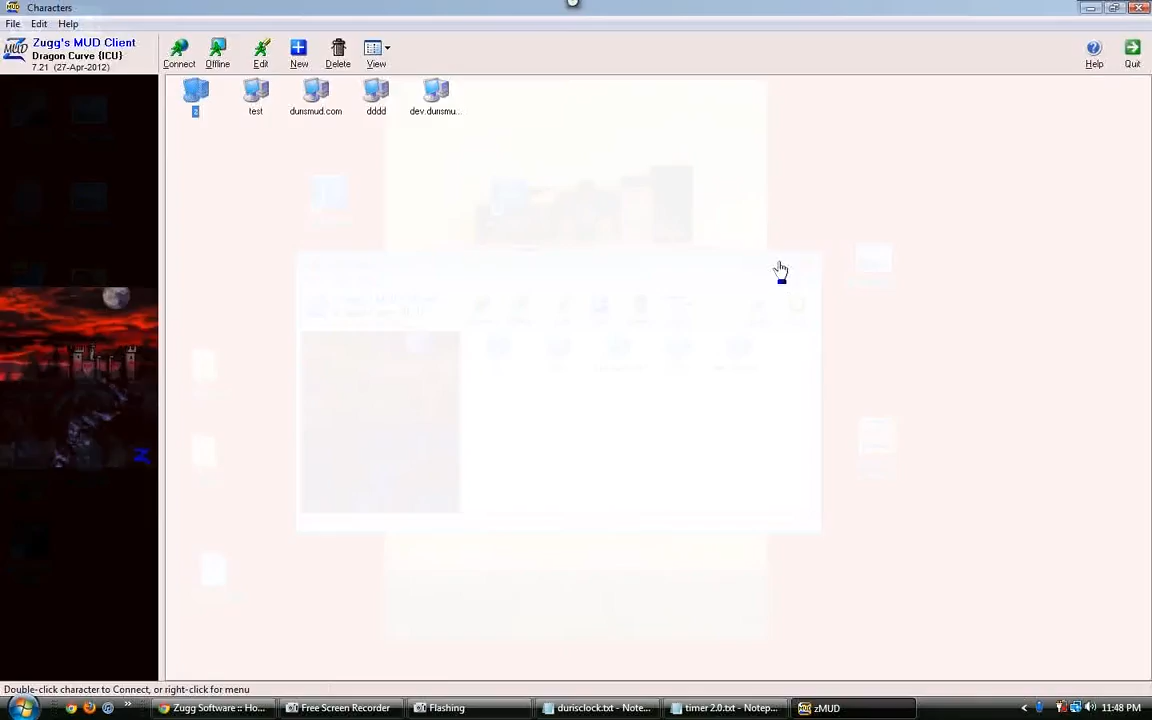 Characters
File Edit Help
Zugg's MUD Client
Dragon Curve {ICU}
7.21 (27-Apr-2012)
Connect Offline Edit New Delete View Help Quit
z test durismud.com dddd dev.durismu...
Double-click character to Connect, or right-click for menu
Zugg Software :: Ho... Free Screen Recorder Flashing durisclock.txt - Note... timer 2.0.txt - Notep... zMUD 11:48 PM